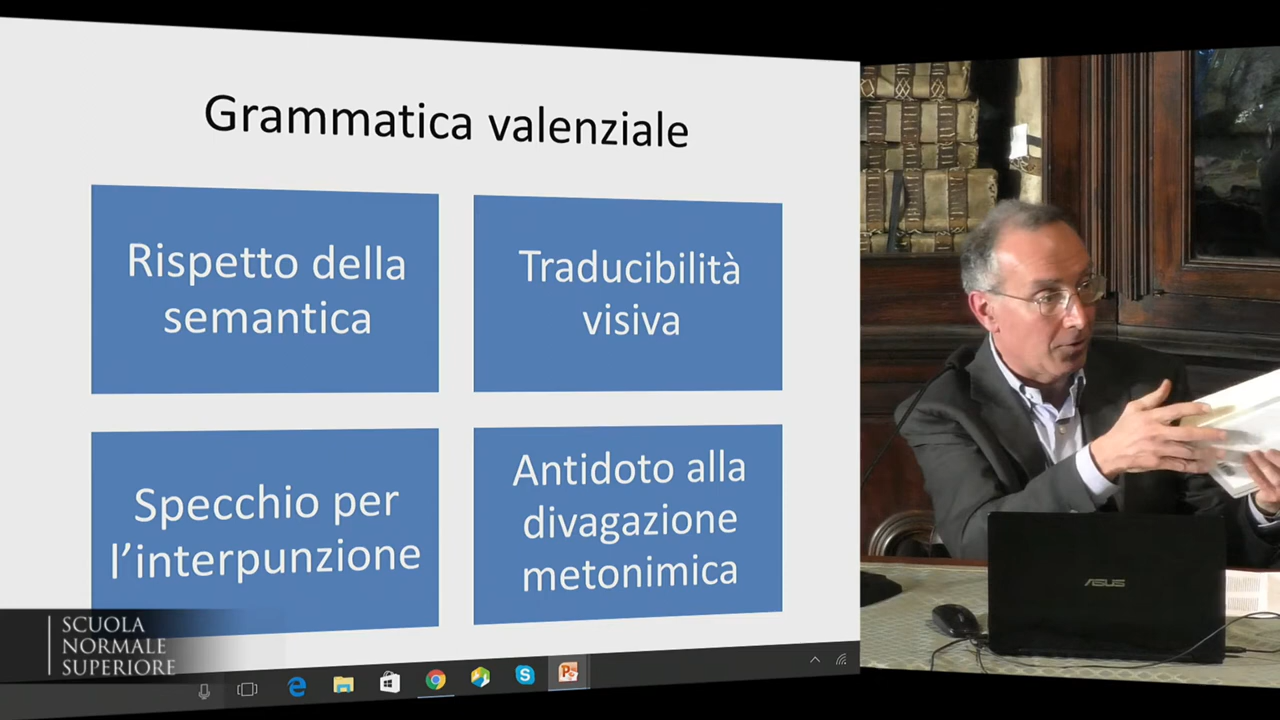 Grammatica valenziale
Rispetto della
semantica
Traducibilità
visiva
Specchio per
l'interpunzione
Antidoto alla
divagazione
metonimica
SCUOLA
NORMALE
SUPERIORE
ASUS